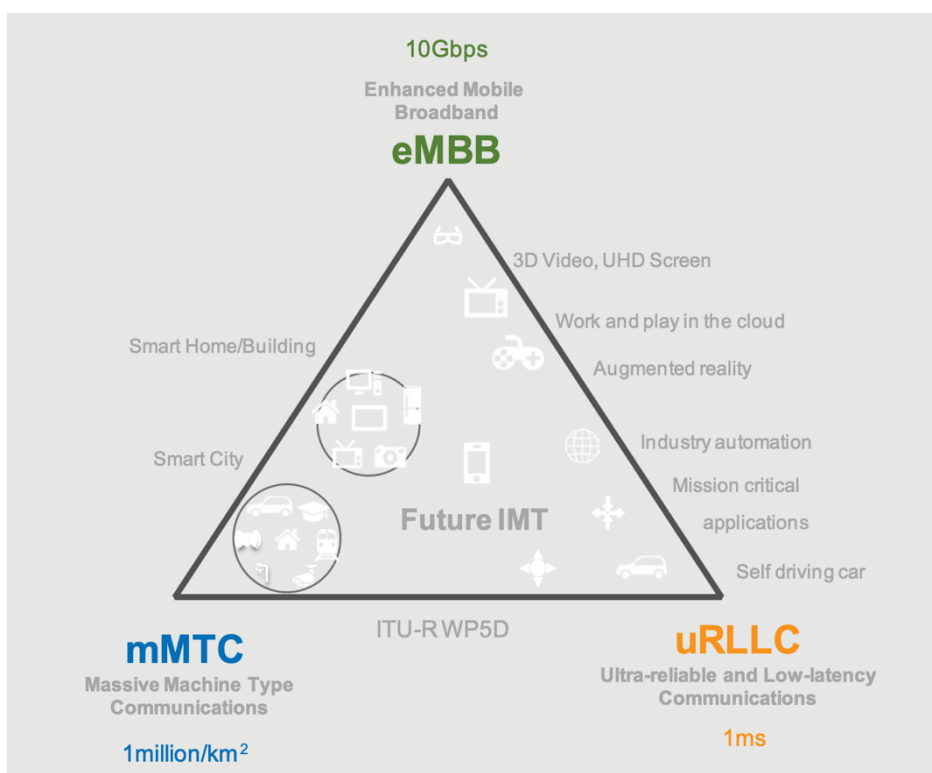 10Gbps
Enhanced Mobile
Broadband
eMBB
3D Video, UHD Screen
Work and play in the cloud
Smart Home/Building
Augmented reality
Industry automation
Smart City
Mission critical
applications
Future IMT
Self driving car
ITU-R WP5D
mMTC
Massive Machine Type
Communications
1million/km²
uRLLC
Ultra-reliable and Low-latency
Communications
1ms